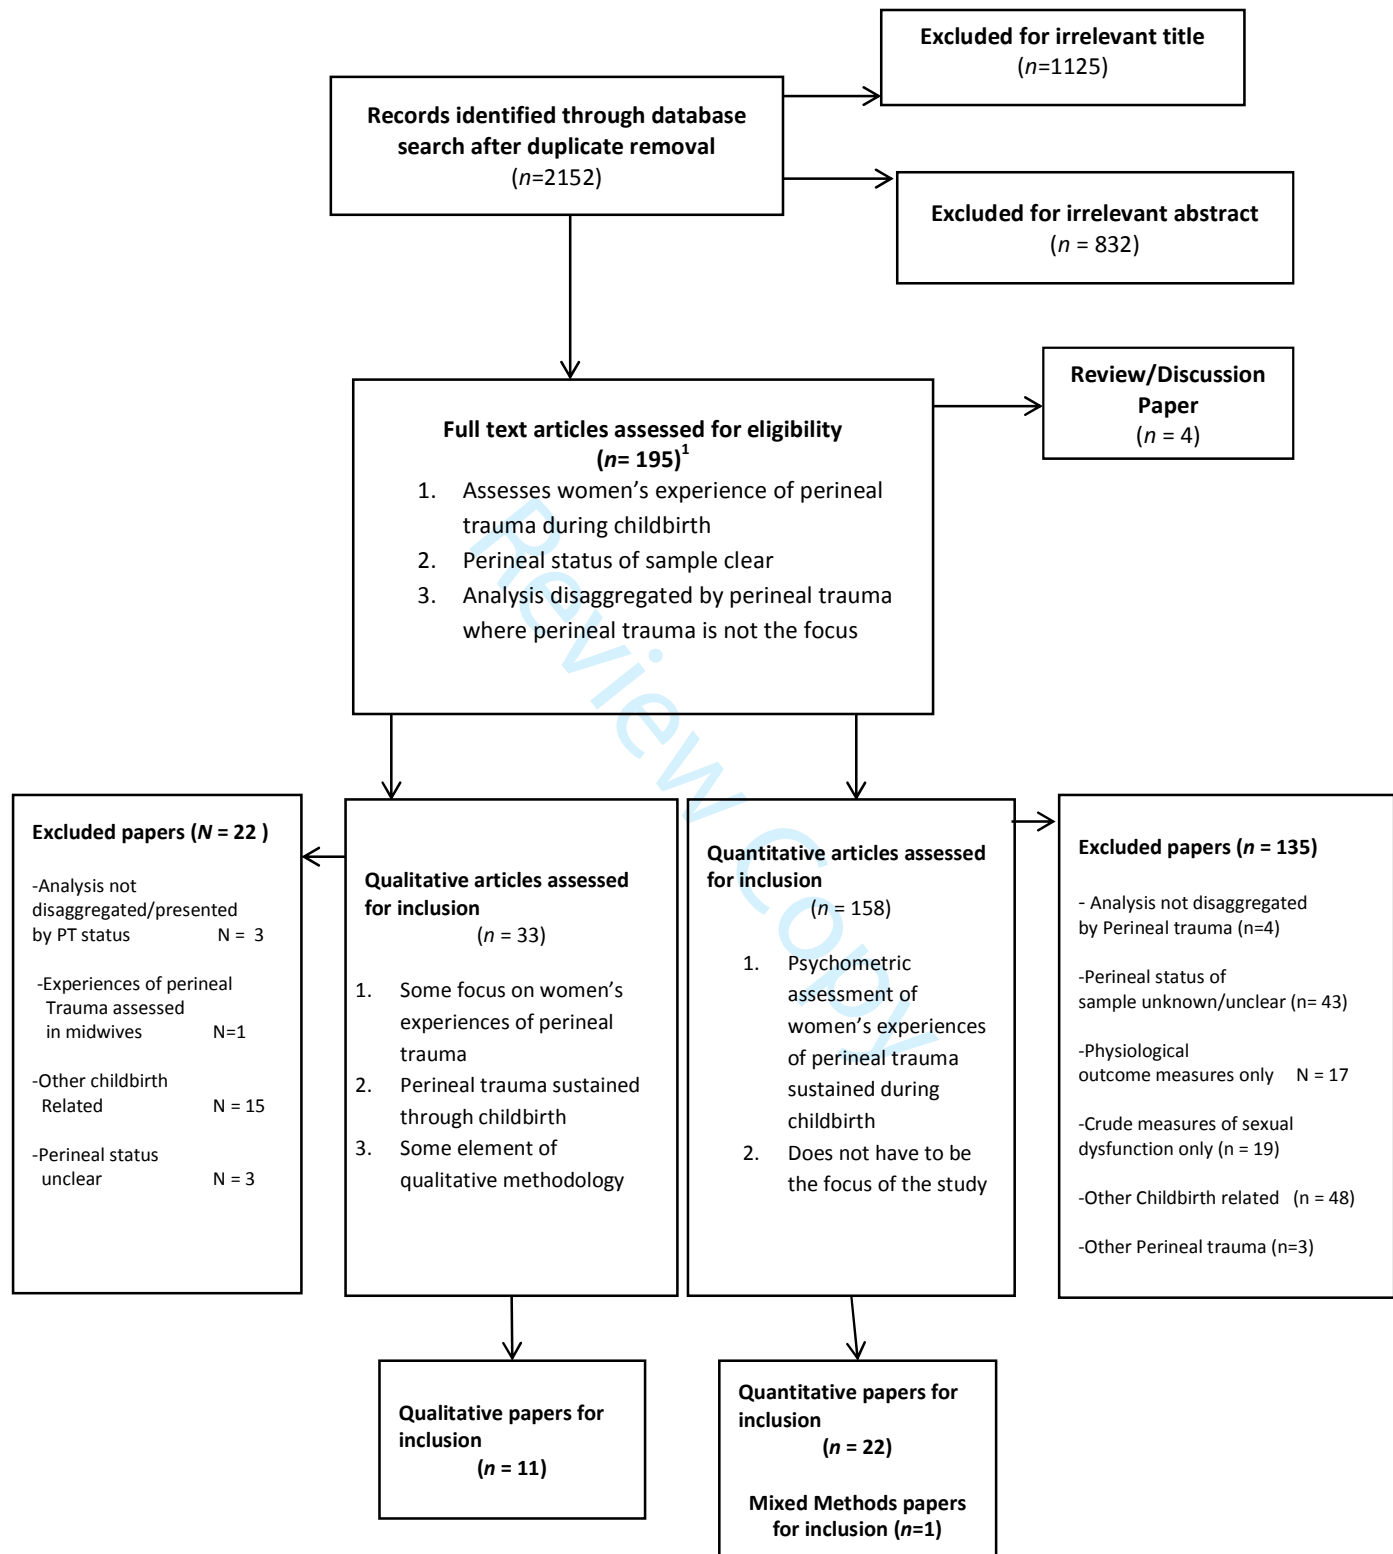 Excluded for irrelevant title
(n=1125)
Records identified through database
search after duplicate removal
(n=2152)
Excluded for irrelevant abstract
(n = 832)
Review/Discussion
Paper
(n = 4)
Full text articles assessed for eligibility
(n= 195)1
1. Assesses women’s experience of perineal
trauma during childbirth
2. Perineal status of sample clear
3. Analysis disaggregated by perineal trauma
where perineal trauma is not the focus
Excluded papers (N = 22 )
-Analysis not
disaggregated/presented
by PT status N = 3
-Experiences of perineal
Trauma assessed
in midwives N=1
-Other childbirth
Related N = 15
-Perineal status
unclear N = 3
Qualitative articles assessed
for inclusion
(n = 33)
1. Some focus on women’s
experiences of perineal
trauma
2. Perineal trauma sustained
through childbirth
3. Some element of
qualitative methodology
Quantitative articles assessed
for inclusion
(n = 158)
1. Psychometric
assessment of
women’s experiences
of perineal trauma
sustained during
childbirth
2. Does not have to be
the focus of the study
Excluded papers (n = 135)
- Analysis not disaggregated
by Perineal trauma (n=4)
-Perineal status of
sample unknown/unclear (n= 43)
-Physiological
outcome measures only N = 17
-Crude measures of sexual
dysfunction only (n = 19)
-Other Childbirth related (n = 48)
-Other Perineal trauma (n=3)
Qualitative papers for
inclusion
(n = 11)
Quantitative papers for
inclusion
(n = 22)
Mixed Methods papers
for inclusion (n=1)
Review Copy